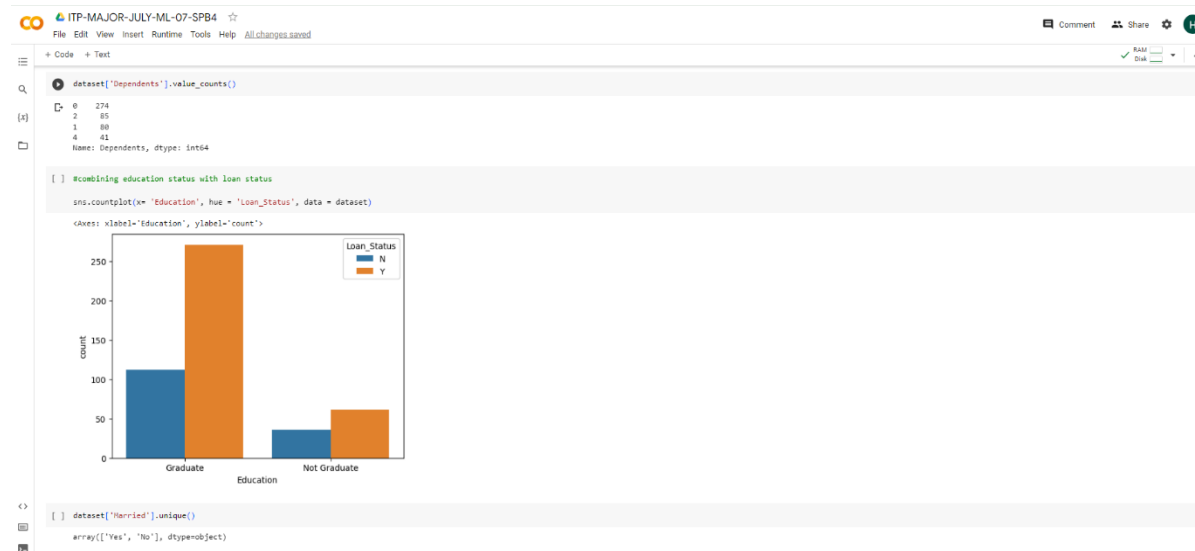 ITP-MAJOR-JULY-ML-07-SPB4
File Edit View Insert Runtime Tools Help All changes saved
Comment Share H
+ Code + Text
RAM
Disk
dataset['Dependents'].value_counts()
0 274
2 85
1 80
4 41
Name: Dependents, dtype: int64
[ ] #combining education status with loan status
sns.countplot(x= 'Education', hue = 'Loan_Status', data = dataset)
<Axes: xlabel='Education', ylabel='count'>
Loan_Status
N
Y
250
200
150
100
50
0
count
Graduate Not Graduate
Education
[ ] dataset['Married'].unique()
array(['Yes', 'No'], dtype=object)